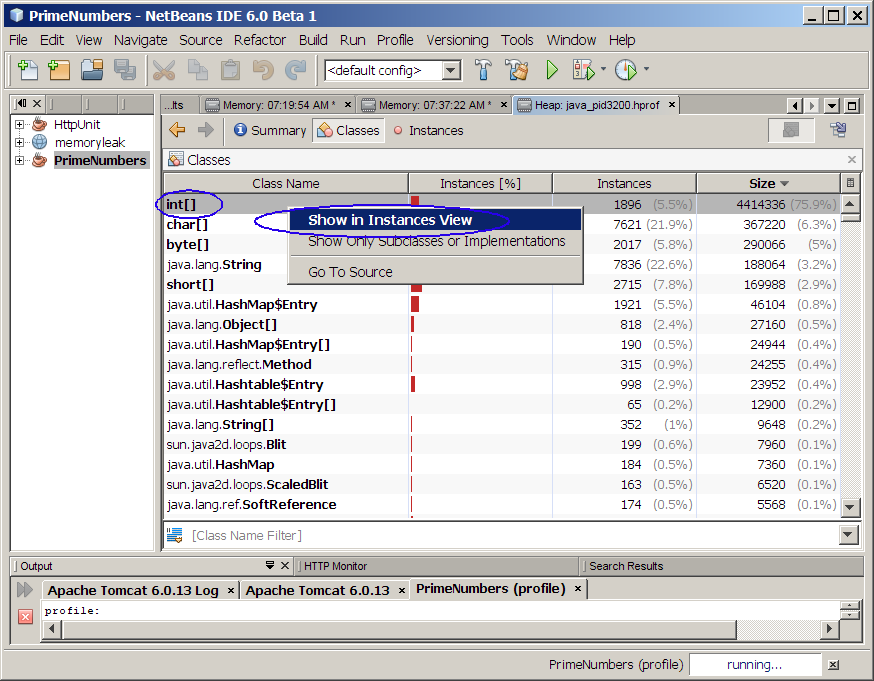 PrimeNumbers - NetBeans IDE 6.0 Beta 1
File Edit View Navigate Source Refactor Build Run Profile Versioning Tools Window Help
<default config>
...lts Memory: 07:19:54 AM * Memory: 07:37:22 AM * Heap: java_pid3200.hprof
HttpUnit
memoryleak
PrimeNumbers
Summary Classes Instances
Classes
Class Name Instances [%] Instances Size
int[] 1896 (5.5%) 4414336 (75.9%)
Show in Instances View
char[] 7621 (21.9%) 367220 (6.3%)
Show Only Subclasses or Implementations
byte[] 2017 (5.8%) 290066 (5%)
java.lang.String 7836 (22.6%) 188064 (3.2%)
Go To Source
short[] 2715 (7.8%) 169988 (2.9%)
java.util.HashMap$Entry 1921 (5.5%) 46104 (0.8%)
java.lang.Object[] 818 (2.4%) 27160 (0.5%)
java.util.HashMap$Entry[] 190 (0.5%) 24944 (0.4%)
java.lang.reflect.Method 315 (0.9%) 24255 (0.4%)
java.util.Hashtable$Entry 998 (2.9%) 23952 (0.4%)
java.util.Hashtable$Entry[] 65 (0.2%) 12900 (0.2%)
java.lang.String[] 352 (1%) 9648 (0.2%)
sun.java2d.loops.Blit 199 (0.6%) 7960 (0.1%)
java.util.HashMap 184 (0.5%) 7360 (0.1%)
sun.java2d.loops.ScaledBlit 163 (0.5%) 6520 (0.1%)
java.lang.ref.SoftReference 174 (0.5%) 5568 (0.1%)
[Class Name Filter]
Output HTTP Monitor Search Results
Apache Tomcat 6.0.13 Log Apache Tomcat 6.0.13 PrimeNumbers (profile)
profile:
PrimeNumbers (profile) running...